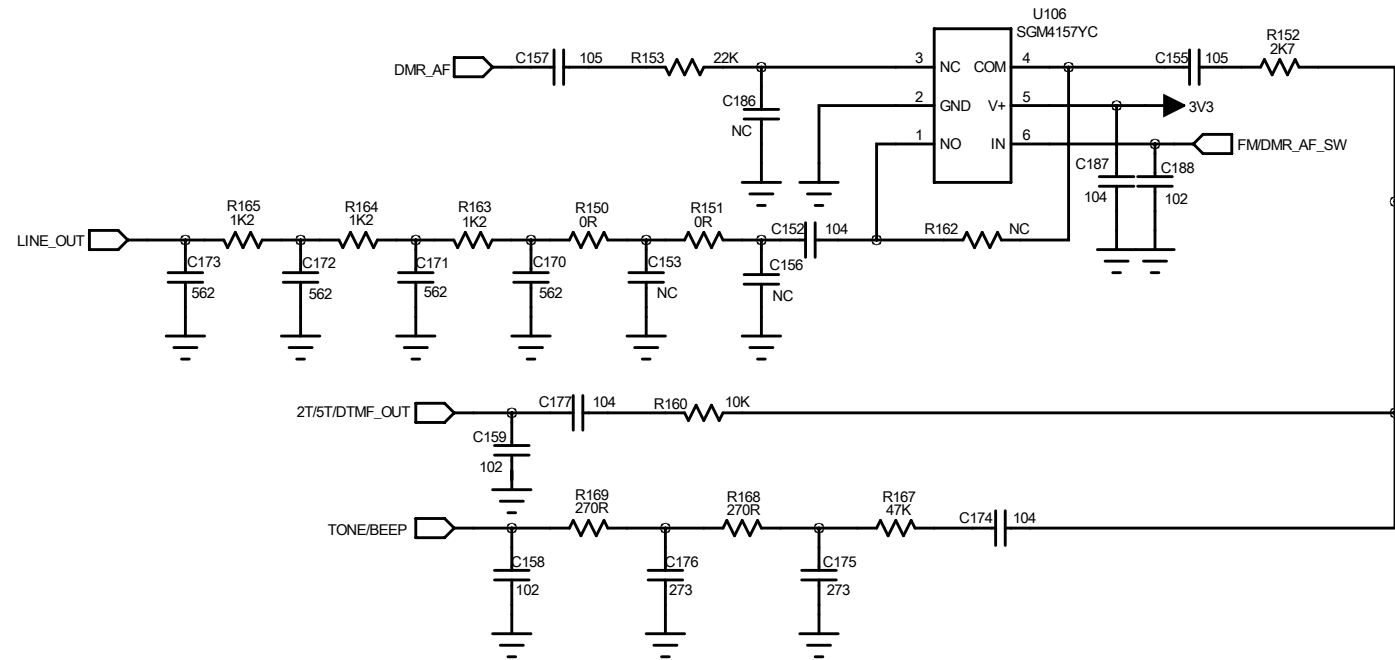 U106
SGM4157YC
DMR_AF
C157
105
R153
22K
3
NC
COM
4
C155
105
R152
2K7
C186
NC
2
GND
V+
5
3V3
1
NO
IN
6
FM/DMR_AF_SW
C187
104
C188
102
LINE_OUT
R165
1K2
R164
1K2
R163
1K2
R150
0R
R151
0R
C152
104
R162
NC
C173
562
C172
562
C171
562
C170
562
C153
NC
C156
NC
2T/5T/DTMF_OUT
C177
104
R160
10K
C159
102
TONE/BEEP
R169
270R
R168
270R
R167
47K
C174
104
C158
102
C176
273
C175
273